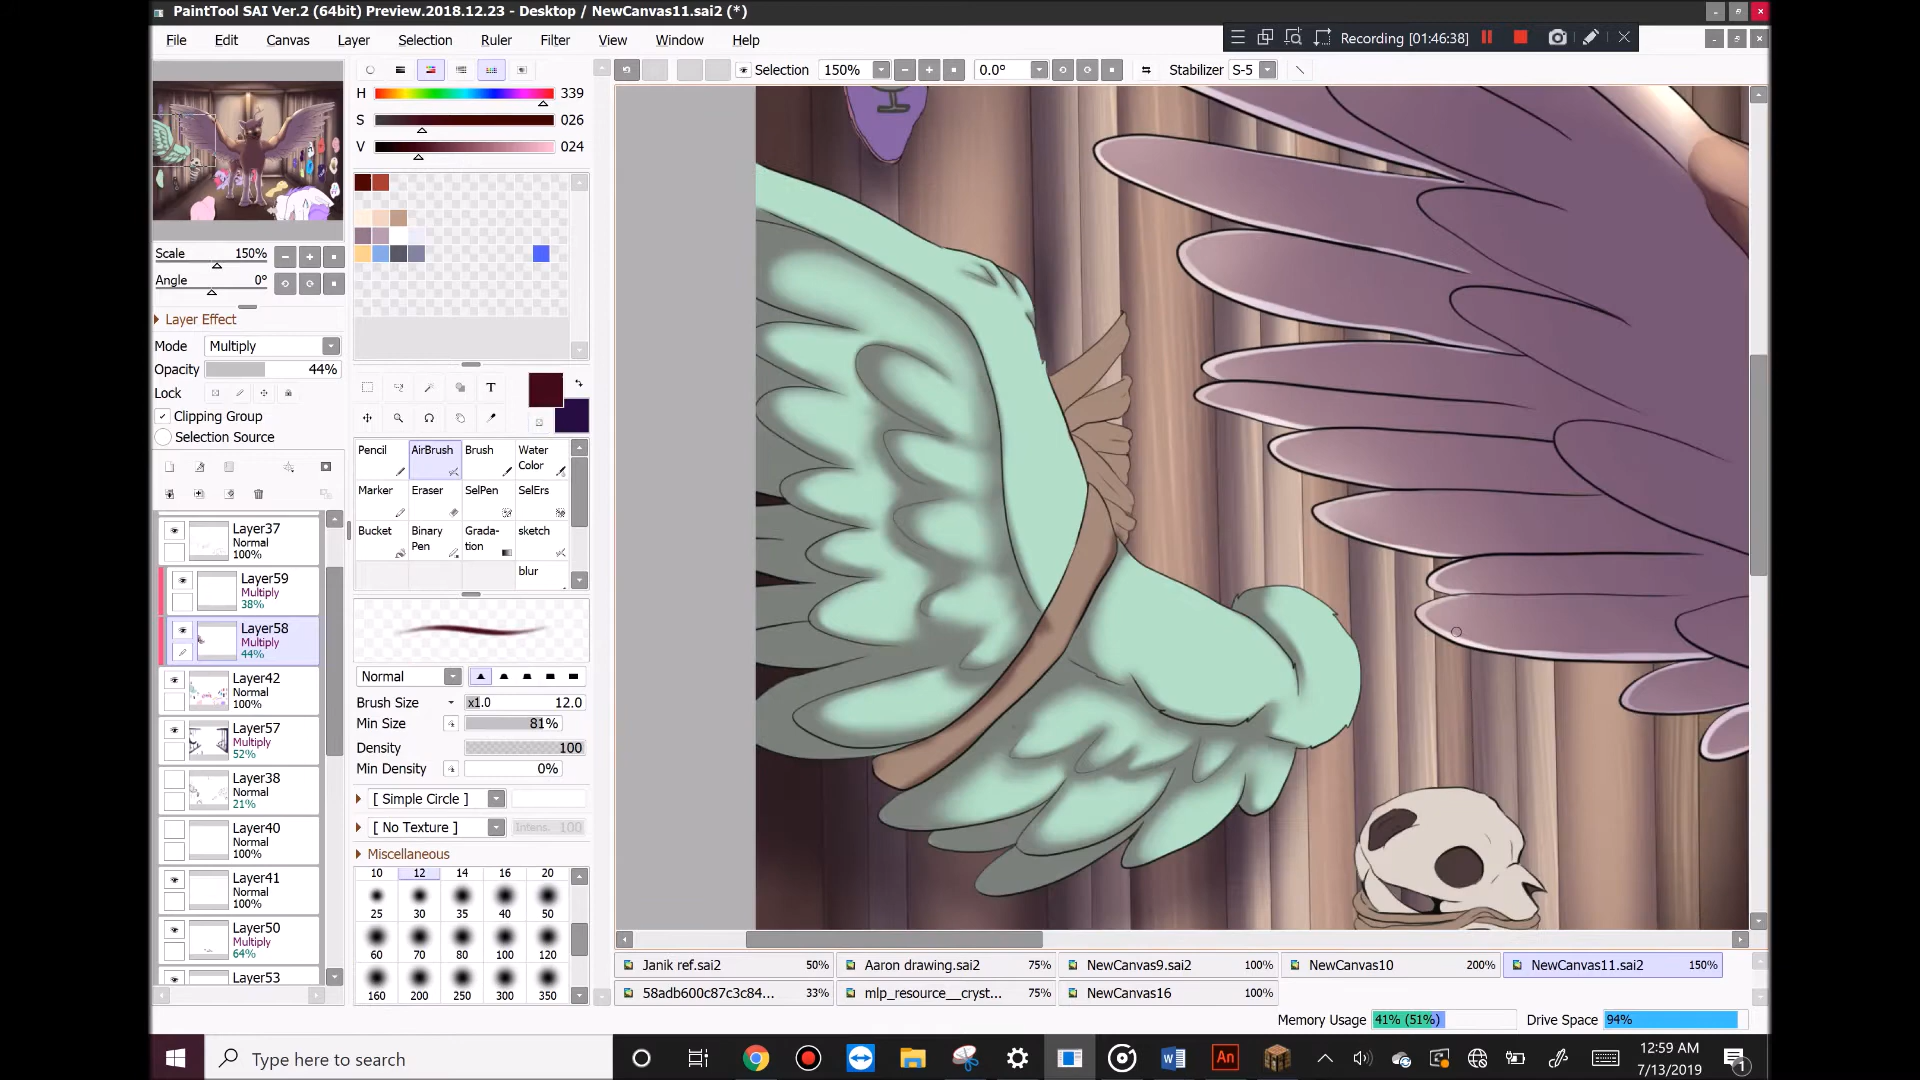 PaintTool SAI Ver.2 (64bit) Preview.2018.12.23 - Desktop / NewCanvas11.sai2 (*)
File Edit Canvas Layer Selection Ruler Filter View Window Help
Recording [01:46:38]
Selection 150% 0.0° Stabilizer S-5
H 339
S 026
V 024
Scale 150%
Angle 0°
Layer Effect
Mode Multiply
Opacity 44%
Lock
Clipping Group
Selection Source
Layer37
Normal
100%
Layer59
Multiply
38%
Layer58
Multiply
44%
Layer42
Normal
100%
Layer57
Multiply
52%
Layer38
Normal
21%
Layer40
Normal
100%
Layer41
Normal
100%
Layer50
Multiply
64%
Layer53
T
Pencil AirBrush Brush Water Color
Marker Eraser SelPen SelErs
Bucket Binary Pen Grada-tion sketch
blur
Normal
Brush Size x1.0 12.0
Min Size 81%
Density 100
Min Density 0%
[ Simple Circle ]
[ No Texture ] Intens. 100
Miscellaneous
10 12 14 16 20
25 30 35 40 50
60 70 80 100 120
160 200 250 300 350
Janik ref.sai2 50% Aaron drawing.sai2 75% NewCanvas9.sai2 100% NewCanvas10 200% NewCanvas11.sai2 150%
58adb600c87c3c84... 33% mlp_resource__cryst... 75% NewCanvas16 100%
Memory Usage 41% (51%) Drive Space 94%
Type here to search
An
12:59 AM
7/13/2019
1